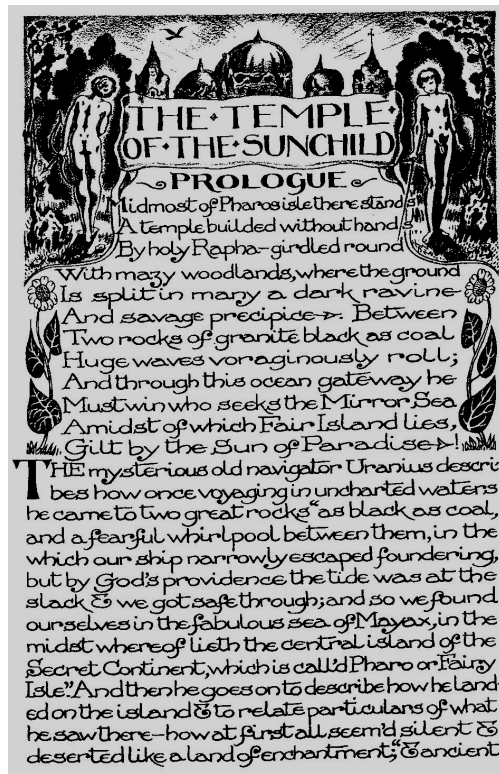 THE·TEMPLE·
OF·THE·SUNCHILD
PROLOGUE
Midmost of Pharos isle there stands
A temple builded without hands
By holy Rapha-girdled round
With mazy woodlands, where the ground
Is split in many a dark ravine
And savage precipice. Between
Two rocks of granite black as coal
Huge waves voraginously roll;
And through this ocean gateway he
Must win who seeks the Mirror Sea
Amidst of which Fair Island lies,
Gilt by the Sun of Paradise!
THE mysterious old navigator Uranius descri-
bes how once voyaging in uncharted waters
he came to two great rocks "as black as coal,
and a fearful whirlpool between them, in the
which our ship narrowly escaped foundering,
but by God's providence the tide was at the
slack & we got safe through; and so we found
ourselves in the fabulous sea of Mayax, in the
midst whereof lieth the central island of the
Secret Continent, which is call'd Pharo or Fairy
Isle". And then he goes on to describe how he land-
ed on the island & to relate particulars of what
he saw there-how at first all seem'd silent &
deserted like a land of enchantment; "& ancient